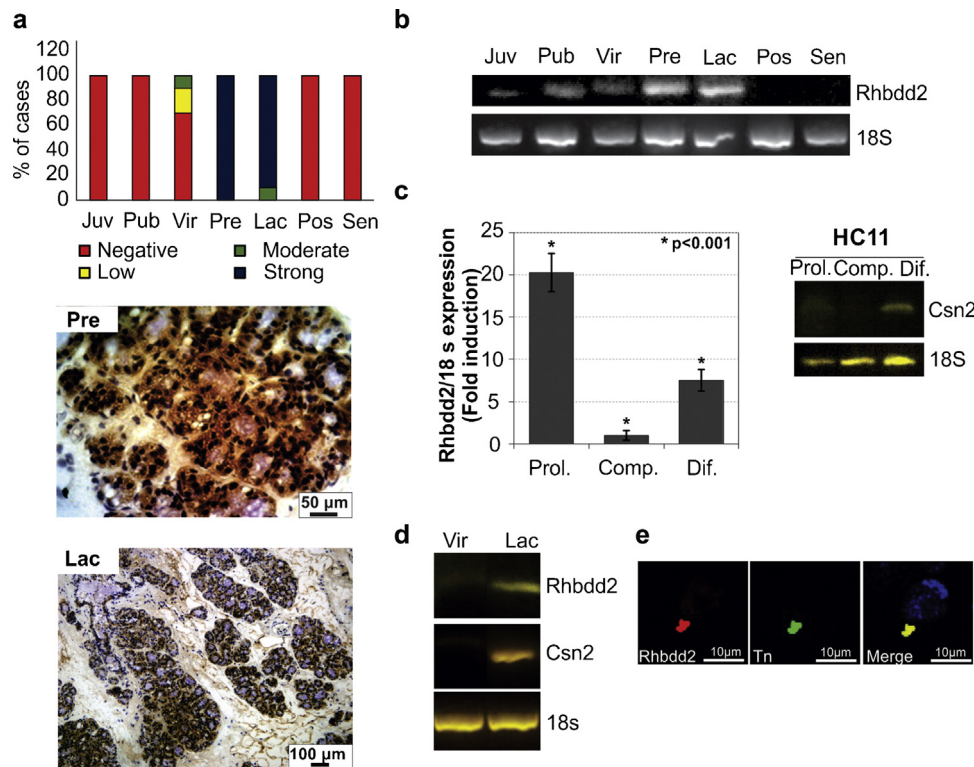 a
120
100
80
60
40
20
0
% of cases
Juv Pub Vir Pre Lac Pos Sen
Negative Moderate
Low Strong
Pre
50 µm
Lac
100 µm
b
Juv Pub Vir Pre Lac Pos Sen
Rhbdd2
18S
c
Rhbdd2/18 s expression
(Fold induction)
25
20
15
10
5
0
* p<0.001
*
*
*
Prol. Comp. Dif.
HC11
Prol. Comp. Dif.
Csn2
18S
d
Vir Lac
Rhbdd2
Csn2
18s
e
Rhbdd2 10µm
Tn 10µm
Merge 10µm